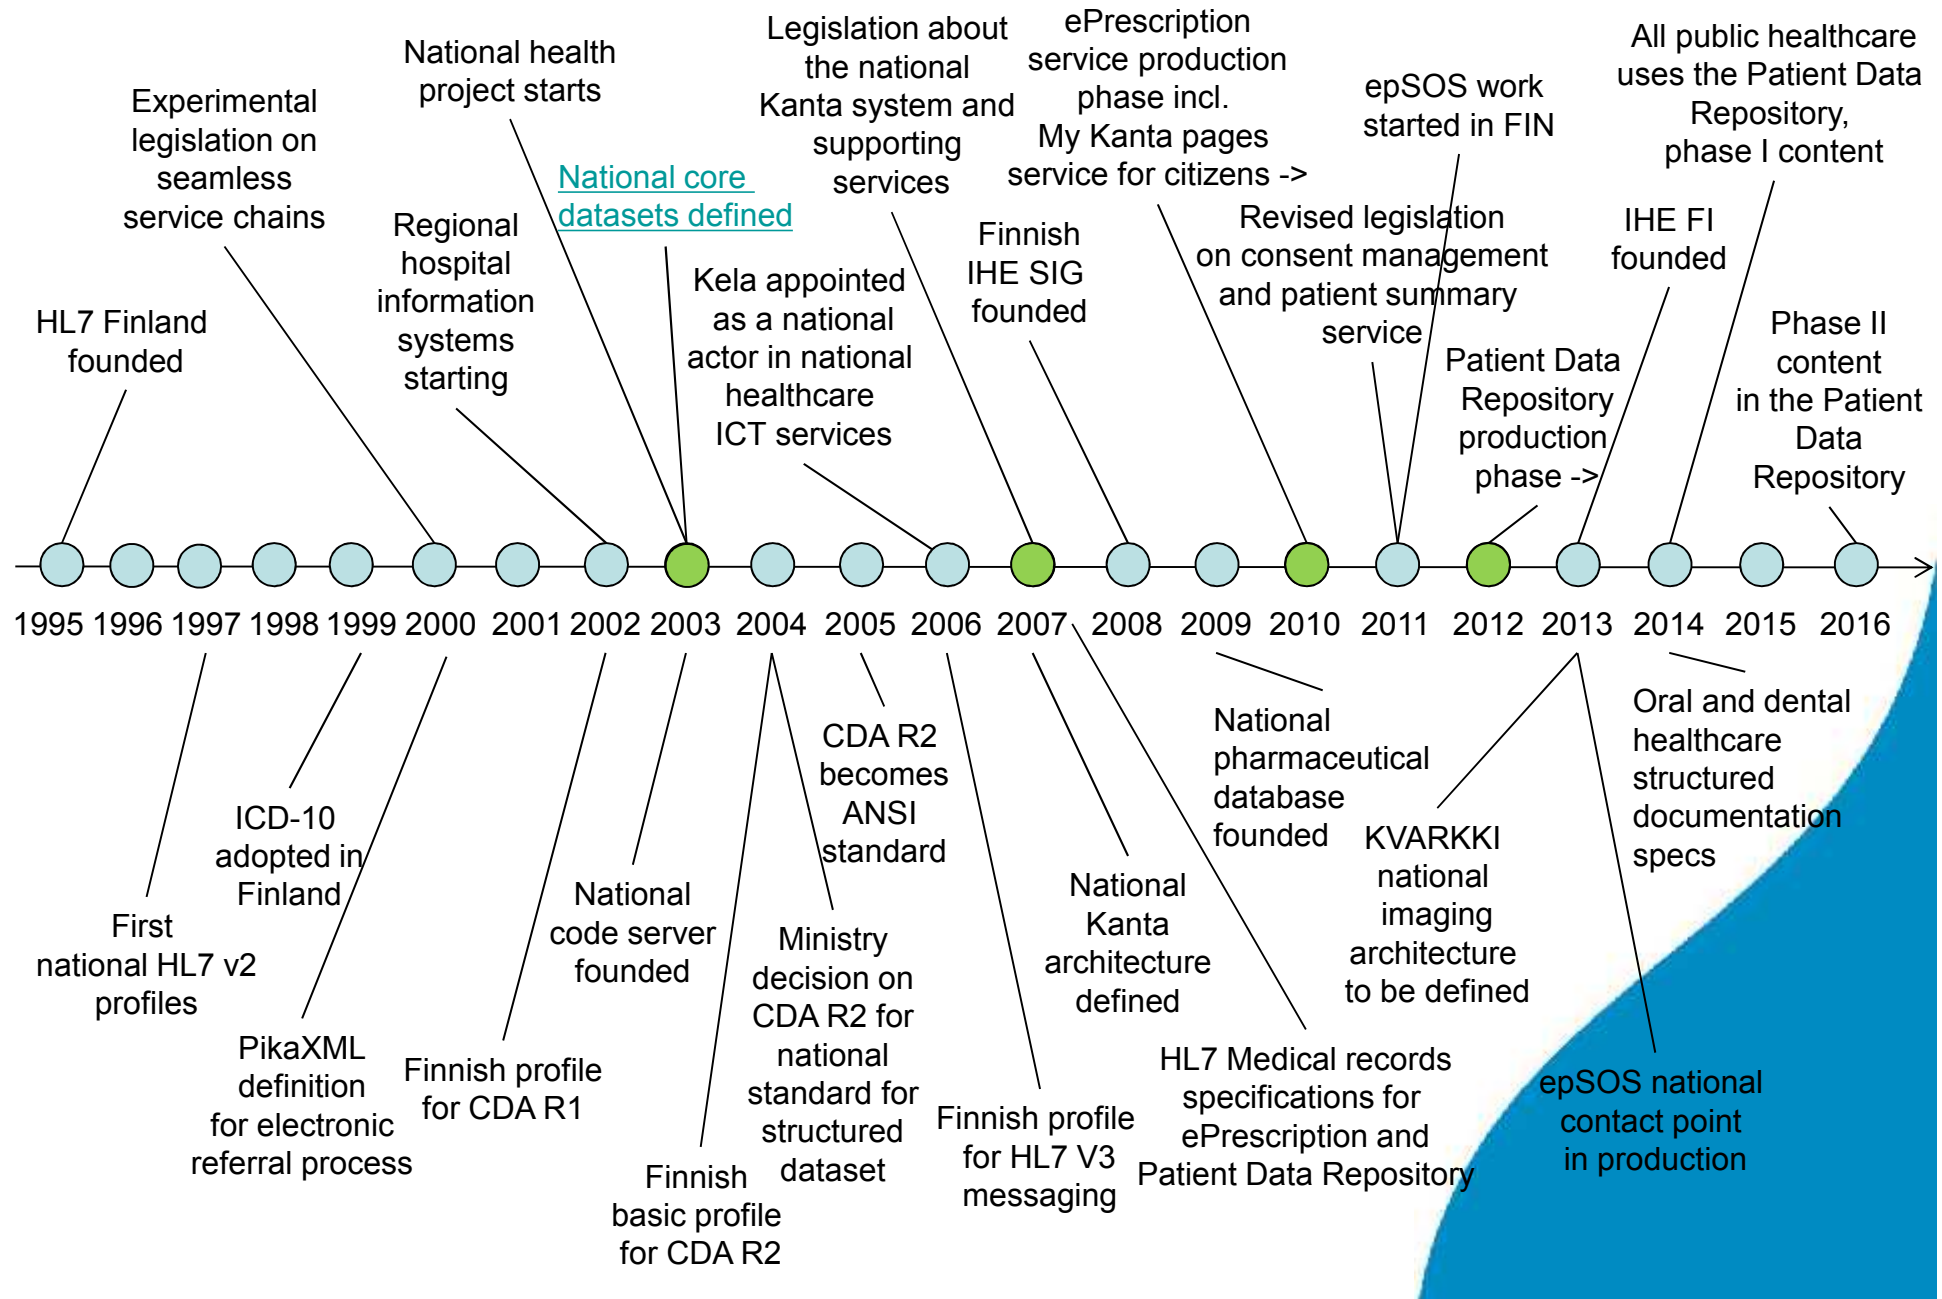 HL7 Finland
founded
Experimental
legislation on
seamless
service chains
Regional
hospital
information
systems
starting
National health
project starts
National core
datasets defined
Kela appointed
as a national
actor in national
healthcare
ICT services
Legislation about
the national
Kanta system and
supporting
services
Finnish
IHE SIG
founded
ePrescription
service production
phase incl.
My Kanta pages
service for citizens ->
Revised legislation
on consent management
and patient summary
service
epSOS work
started in FIN
Patient Data
Repository
production
phase ->
IHE FI
founded
All public healthcare
uses the Patient Data
Repository,
phase I content
Phase II
content
in the Patient
Data
Repository
1995 1996 1997 1998 1999 2000 2001 2002 2003 2004 2005 2006 2007 2008 2009 2010 2011 2012 2013 2014 2015 2016
First
national HL7 v2
profiles
ICD-10
adopted in
Finland
PikaXML
definition
for electronic
referral process
Finnish profile
for CDA R1
National
code server
founded
Finnish
basic profile
for CDA R2
Ministry
decision on
CDA R2 for
national
standard for
structured
dataset
CDA R2
becomes
ANSI
standard
Finnish profile
for HL7 V3
messaging
National
Kanta
architecture
defined
HL7 Medical records
specifications for
ePrescription and
Patient Data Repository
National
pharmaceutical
database
founded
KVARKKI
national
imaging
architecture
to be defined
epSOS national
contact point
in production
Oral and dental
healthcare
structured
documentation
specs